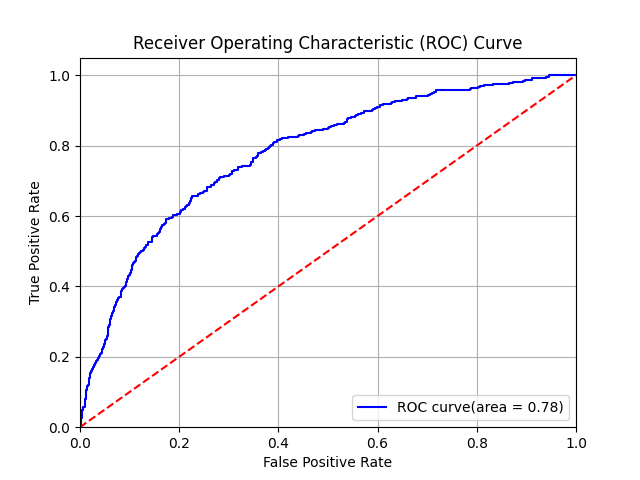 Receiver Operating Characteristic (ROC) Curve
1.0
0.8
0.6
0.4
0.2
0.0
True Positive Rate
ROC curve(area = 0.78)
0.0 0.2 0.4 0.6 0.8 1.0
False Positive Rate